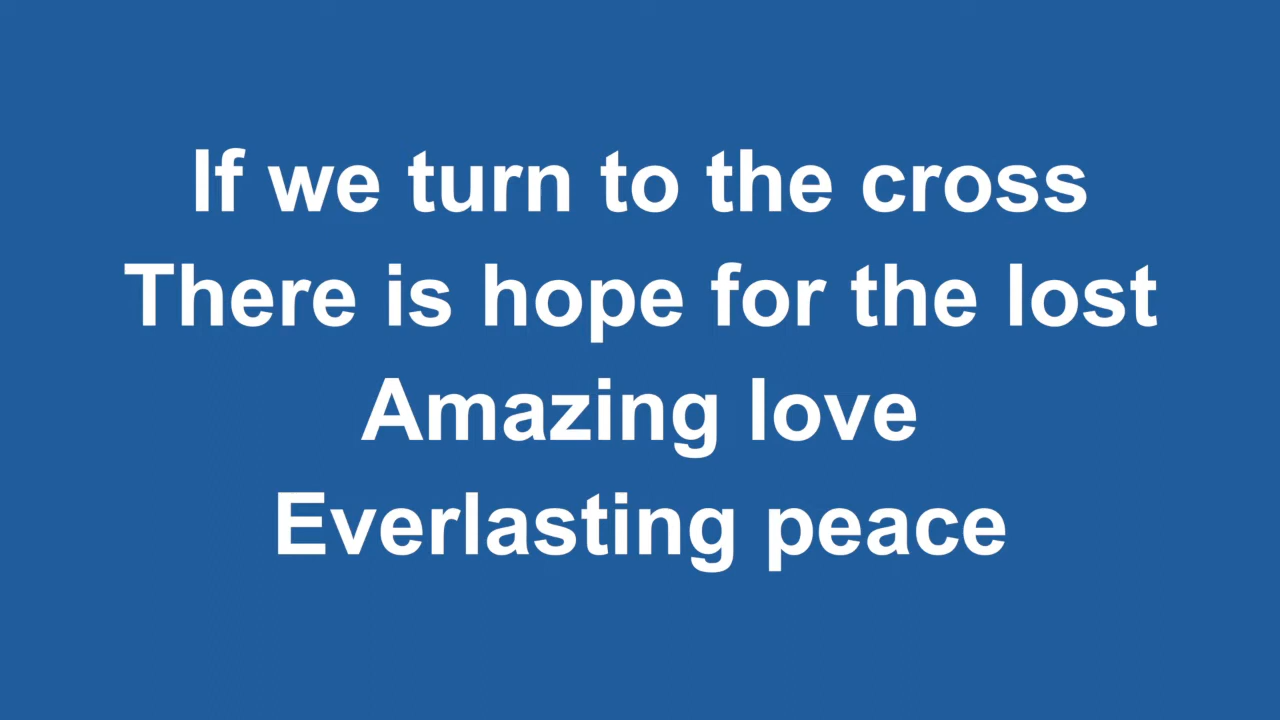 If we turn to the cross
There is hope for the lost
Amazing love
Everlasting peace